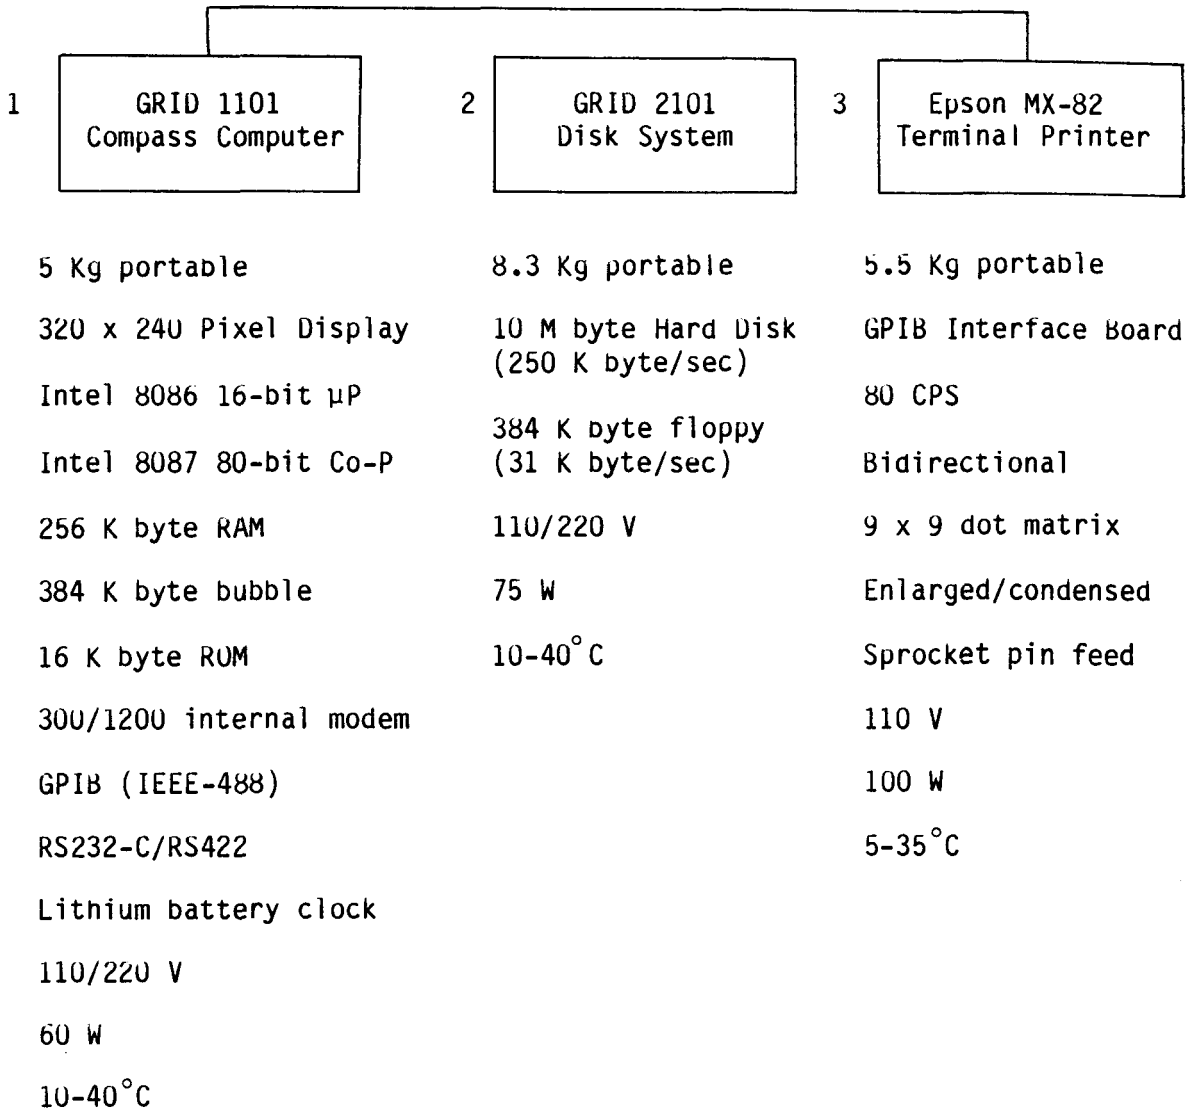 1
GRID 1101
Compass Computer
2
GRID 2101
Disk System
3
Epson MX-82
Terminal Printer
5 Kg portable
320 x 240 Pixel Display
Intel 8086 16-bit µP
Intel 8087 80-bit Co-P
256 K byte RAM
384 K byte bubble
16 K byte ROM
300/1200 internal modem
GPIB (IEEE-488)
RS232-C/RS422
Lithium battery clock
110/220 V
60 W
10-40°C
8.3 Kg portable
10 M byte Hard Disk
(250 K byte/sec)
384 K byte floppy
(31 K byte/sec)
110/220 V
75 W
10-40°C
5.5 Kg portable
GPIB Interface Board
80 CPS
Bidirectional
9 x 9 dot matrix
Enlarged/condensed
Sprocket pin feed
110 V
100 W
5-35°C